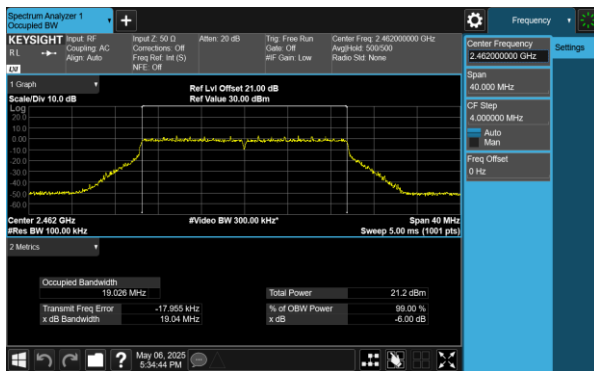 Spectrum Analyzer 1
Occupied BW
Frequency
KEYSIGHT
RL
LXI
Input: RF
Coupling: AC
Align: Auto
Input Z: 50 Ω
Corrections: Off
Freq Ref: Int (S)
NFE: Off
Atten: 20 dB
Trig: Free Run
Gate: Off
#IF Gain: Low
Center Freq: 2.462000000 GHz
Avg|Hold: 500/500
Radio Std: None
Center Frequency
2.462000000 GHz
Settings
Span
40.000 MHz
CF Step
4.000000 MHz
Auto
Man
Freq Offset
0 Hz
1 Graph
Scale/Div 10.0 dB
Ref Lvl Offset 21.00 dB
Ref Value 30.00 dBm
Log
20.0
10.0
0.00
-10.0
-20.0
-30.0
-40.0
-50.0
-60.0
Center 2.462 GHz
#Video BW 300.00 kHz*
Span 40 MHz
#Res BW 100.00 kHz
Sweep 5.00 ms (1001 pts)
2 Metrics
Occupied Bandwidth
19.026 MHz
Total Power 21.2 dBm
Transmit Freq Error -17.955 kHz
% of OBW Power 99.00 %
x dB Bandwidth 19.04 MHz
x dB -6.00 dB
?
May 06, 2025
5:34:44 PM